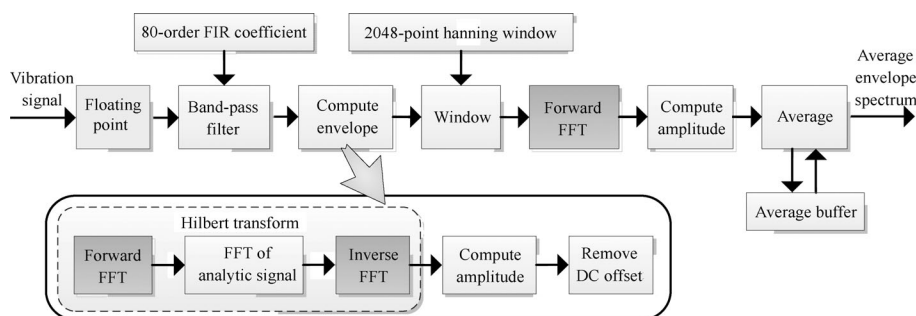 80-order FIR coefficient
2048-point hanning window
Vibration
signal
Floating
point
Band-pass
filter
Compute
envelope
Window
Forward
FFT
Compute
amplitude
Average
Average
envelope
spectrum
Average buffer
Hilbert transform
Forward
FFT
FFT of
analytic signal
Inverse
FFT
Compute
amplitude
Remove
DC offset